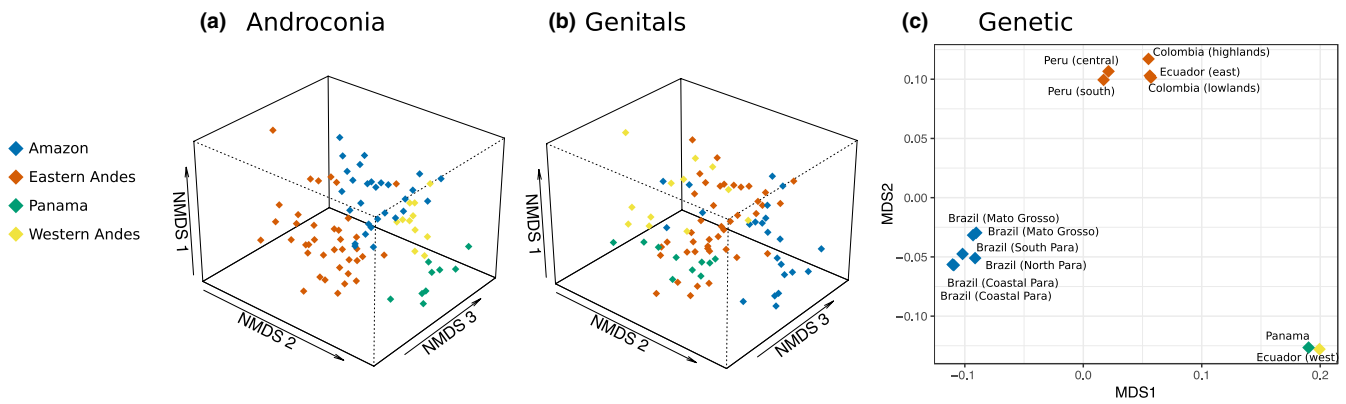 (a) Androconia
(b) Genitals
(c) Genetic
Amazon
Eastern Andes
Panama
Western Andes
NMDS 1
NMDS 2
NMDS 3
NMDS 1
NMDS 2
NMDS 3
MDS2
0.10
0.05
0.00
−0.05
−0.10
Colombia (highlands)
Peru (central)
Ecuador (east)
Peru (south)
Colombia (lowlands)
Brazil (Mato Grosso)
Brazil (Mato Grosso)
Brazil (South Para)
Brazil (North Para)
Brazil (Coastal Para)
Brazil (Coastal Para)
Panama
Ecuador (west)
−0.1
0.0
0.1
0.2
MDS1